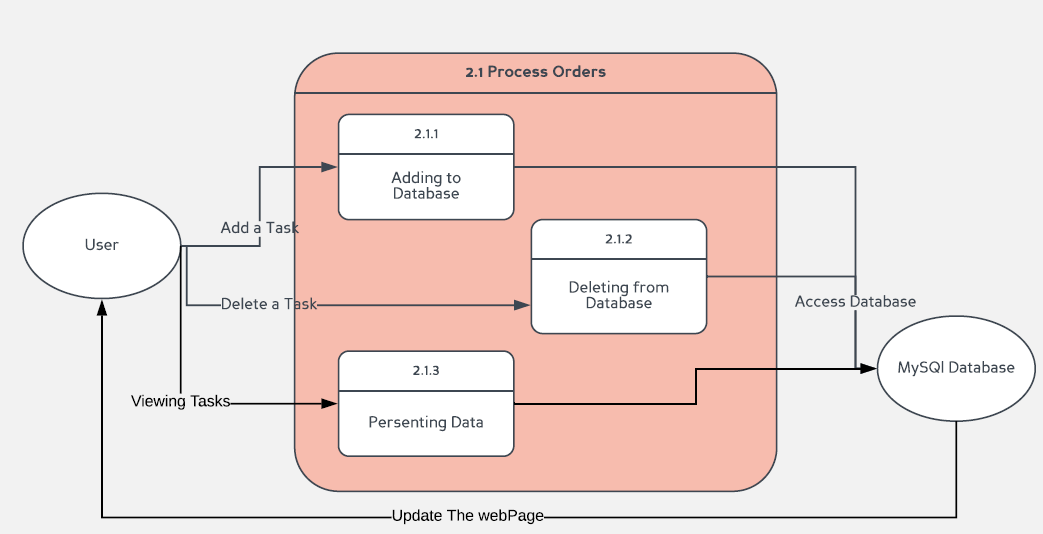 2.1 Process Orders
2.1.1
Adding to
Database
Add a Task
User
2.1.2
Deleting from
Database
Delete a Task
Access Database
2.1.3
Persenting Data
MySQl Database
Viewing Tasks
Update The webPage